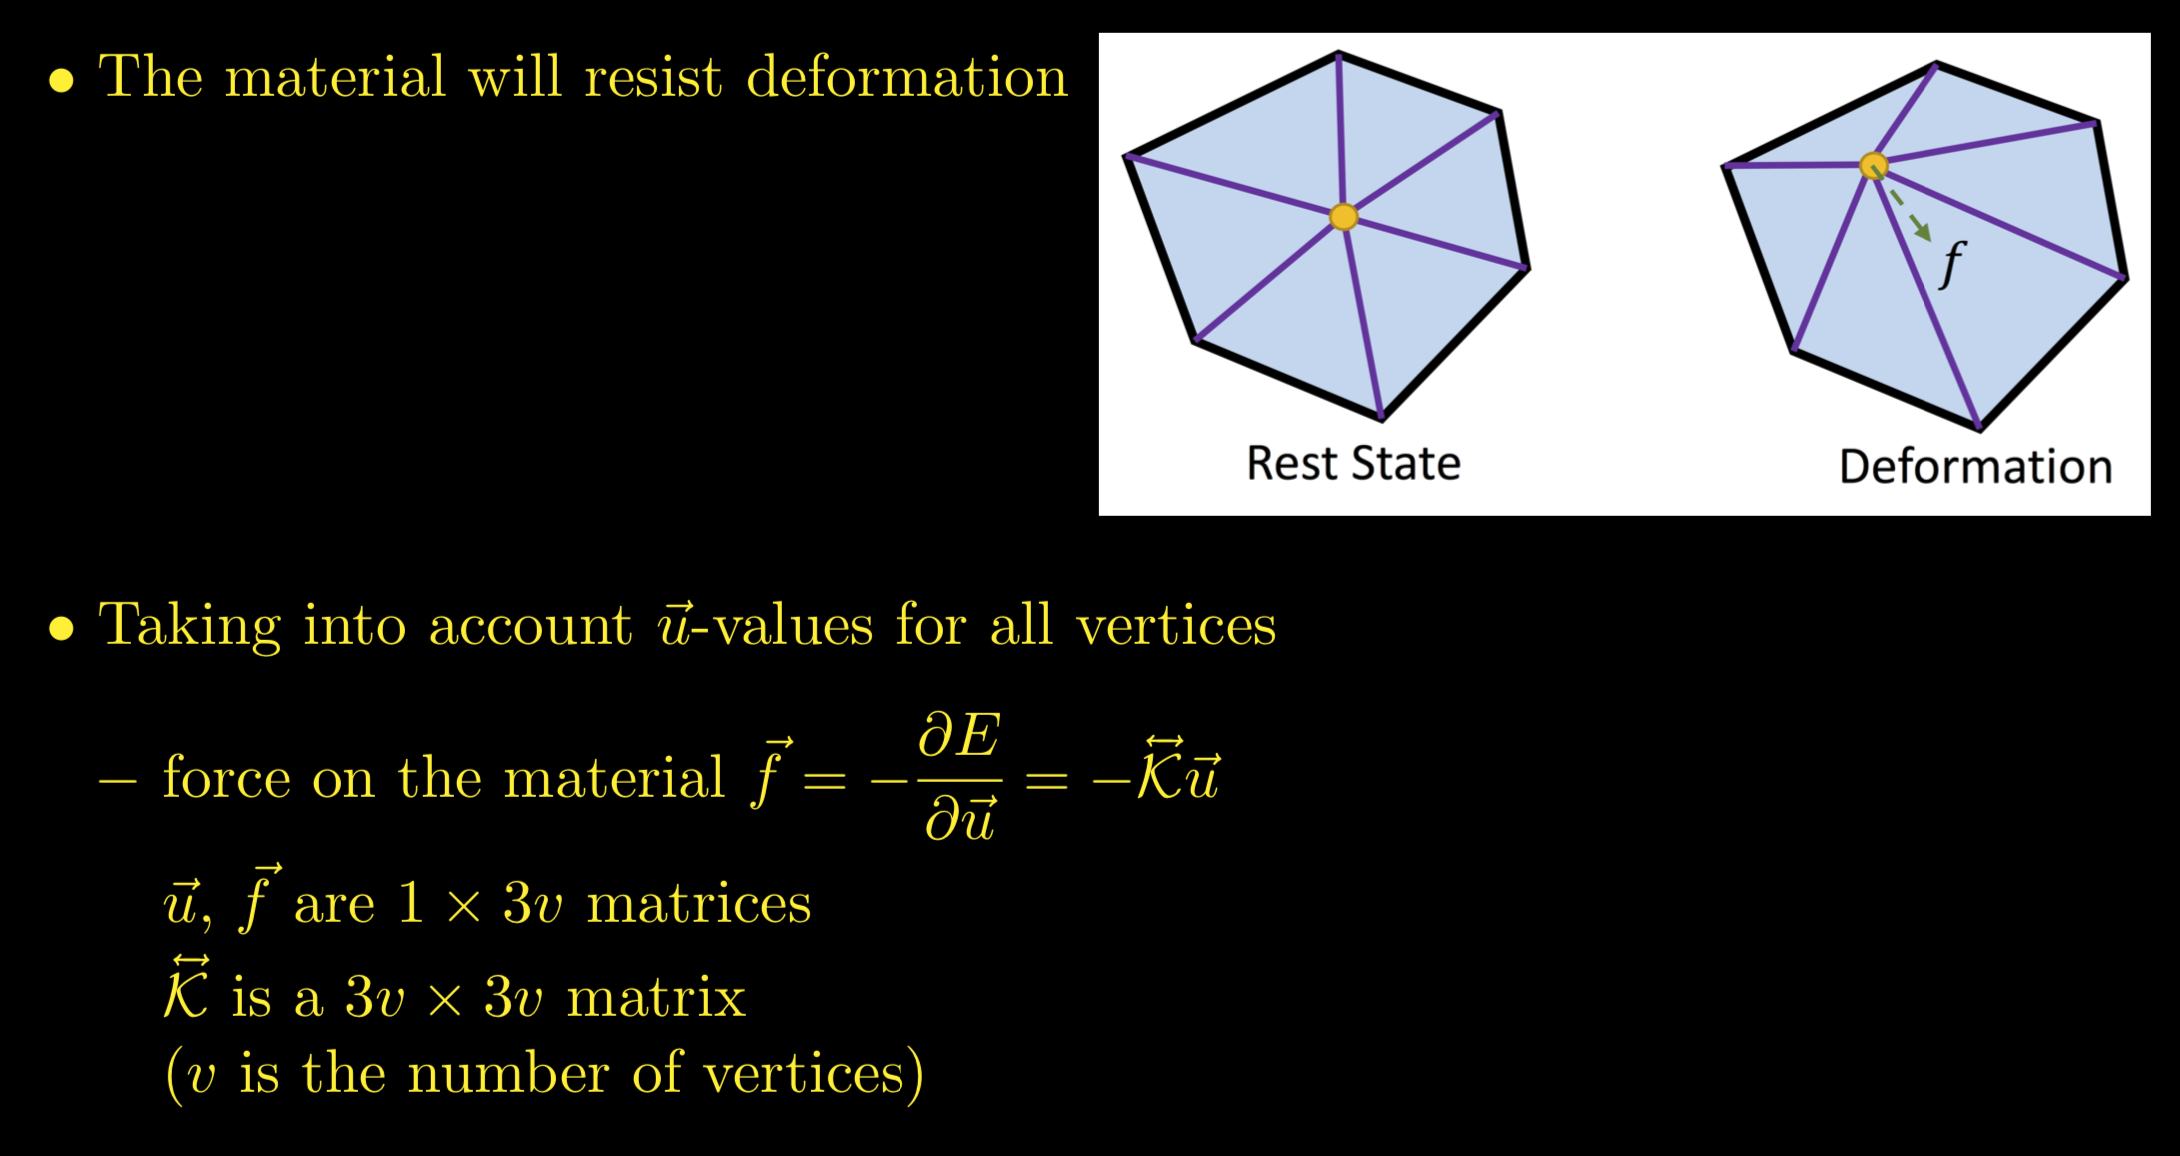 • The material will resist deformation
f
Rest State
Deformation
• Taking into account $\vec{u}$-values for all vertices
− force on the material $\vec{f} = -\dfrac{\partial E}{\partial \vec{u}} = -\overleftrightarrow{\mathcal{K}}\vec{u}$
$\vec{u}$, $\vec{f}$ are $1 \times 3v$ matrices
$\overleftrightarrow{\mathcal{K}}$ is a $3v \times 3v$ matrix
($v$ is the number of vertices)